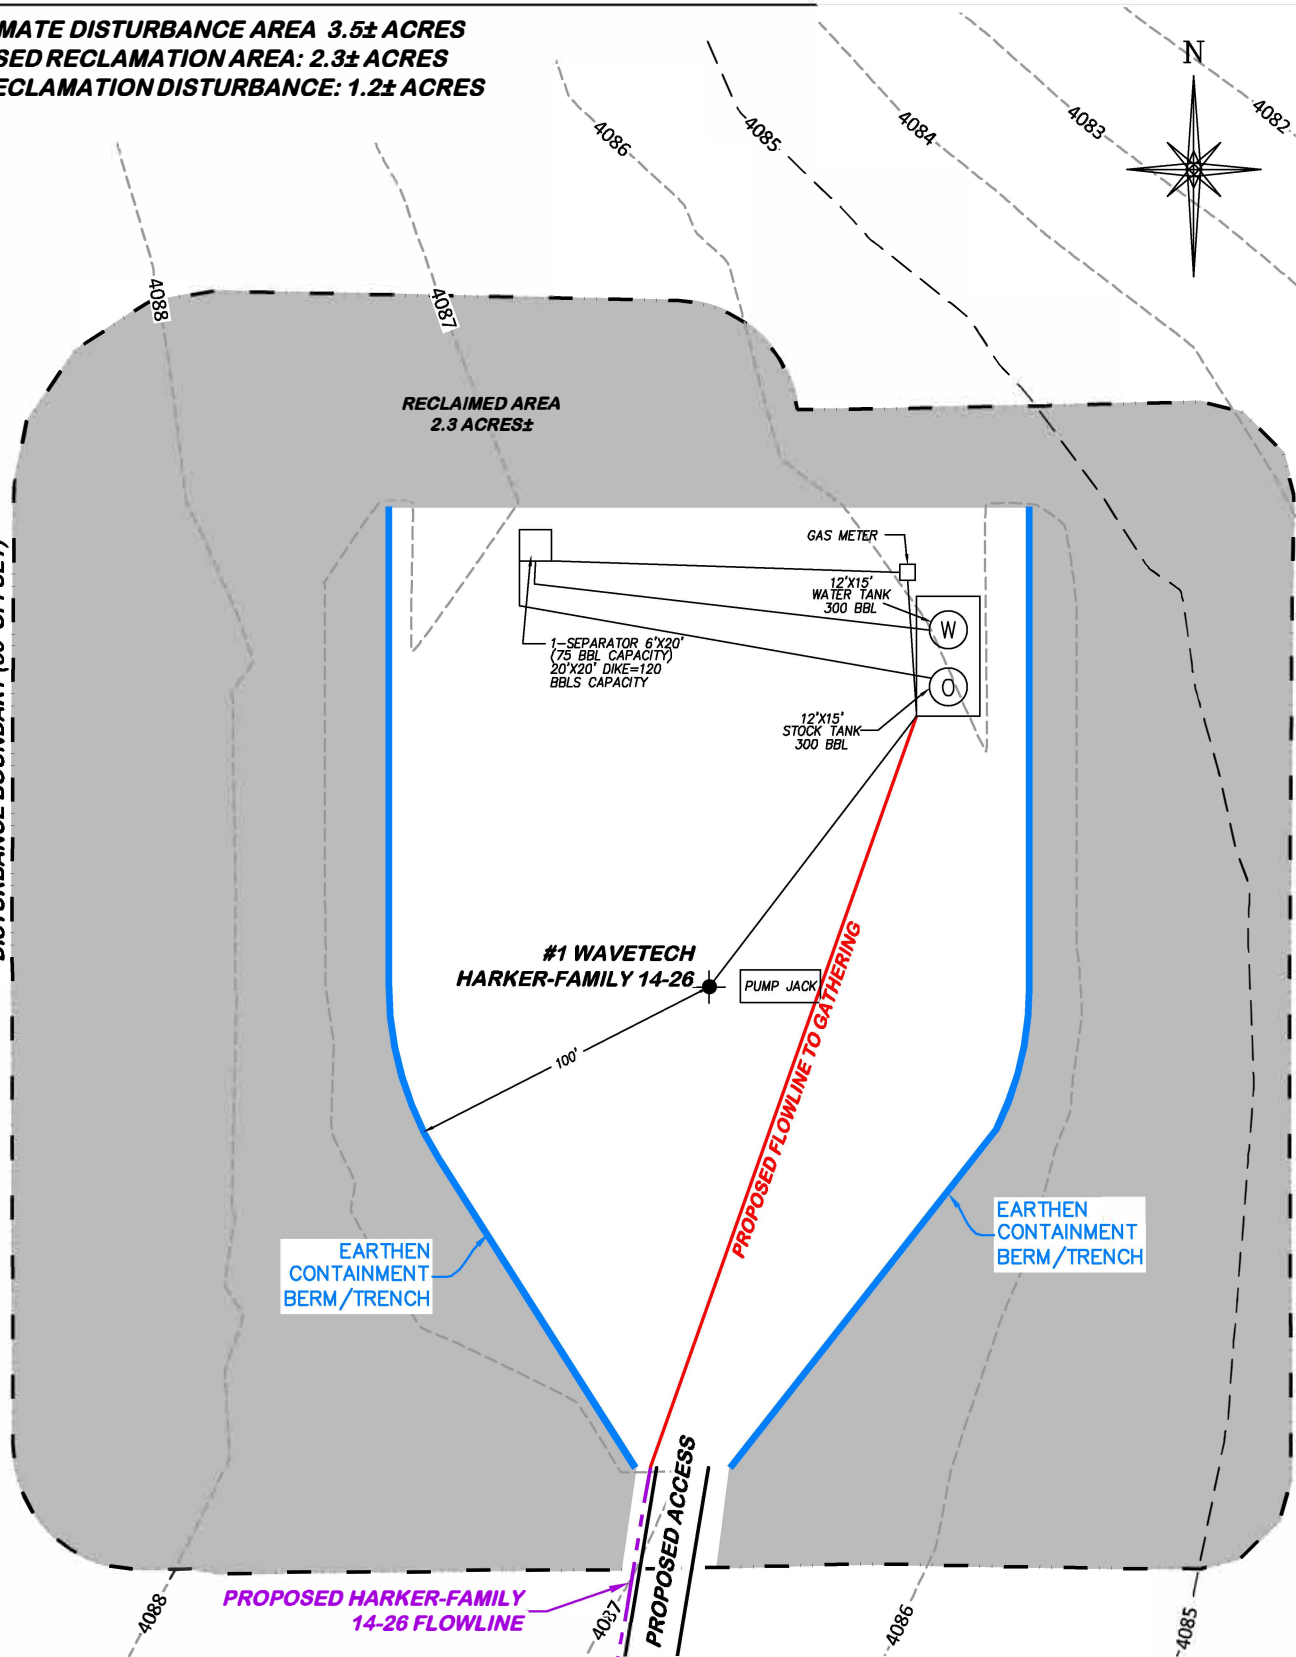 MATE DISTURBANCE AREA 3.5± ACRES
SED RECLAMATION AREA: 2.3± ACRES
ECLAMATION DISTURBANCE: 1.2± ACRES
N
4082
4083
4084
4085
4086
4087
4088
RECLAIMED AREA
2.3 ACRES±
GAS METER
12'X15'
WATER TANK
300 BBL
W
1-SEPARATOR 6'X20'
(75 BBL CAPACITY)
20'X20' DIKE=120
BBLS CAPACITY
O
12'X15'
STOCK TANK
300 BBL
#1 WAVETECH
HARKER-FAMILY 14-26
PUMP JACK
100'
PROPOSED FLOWLINE TO GATHERING
EARTHEN
CONTAINMENT
BERM/TRENCH
EARTHEN
CONTAINMENT
BERM/TRENCH
PROPOSED ACCESS
PROPOSED HARKER-FAMILY
14-26 FLOWLINE
4088
4087
4086
4085